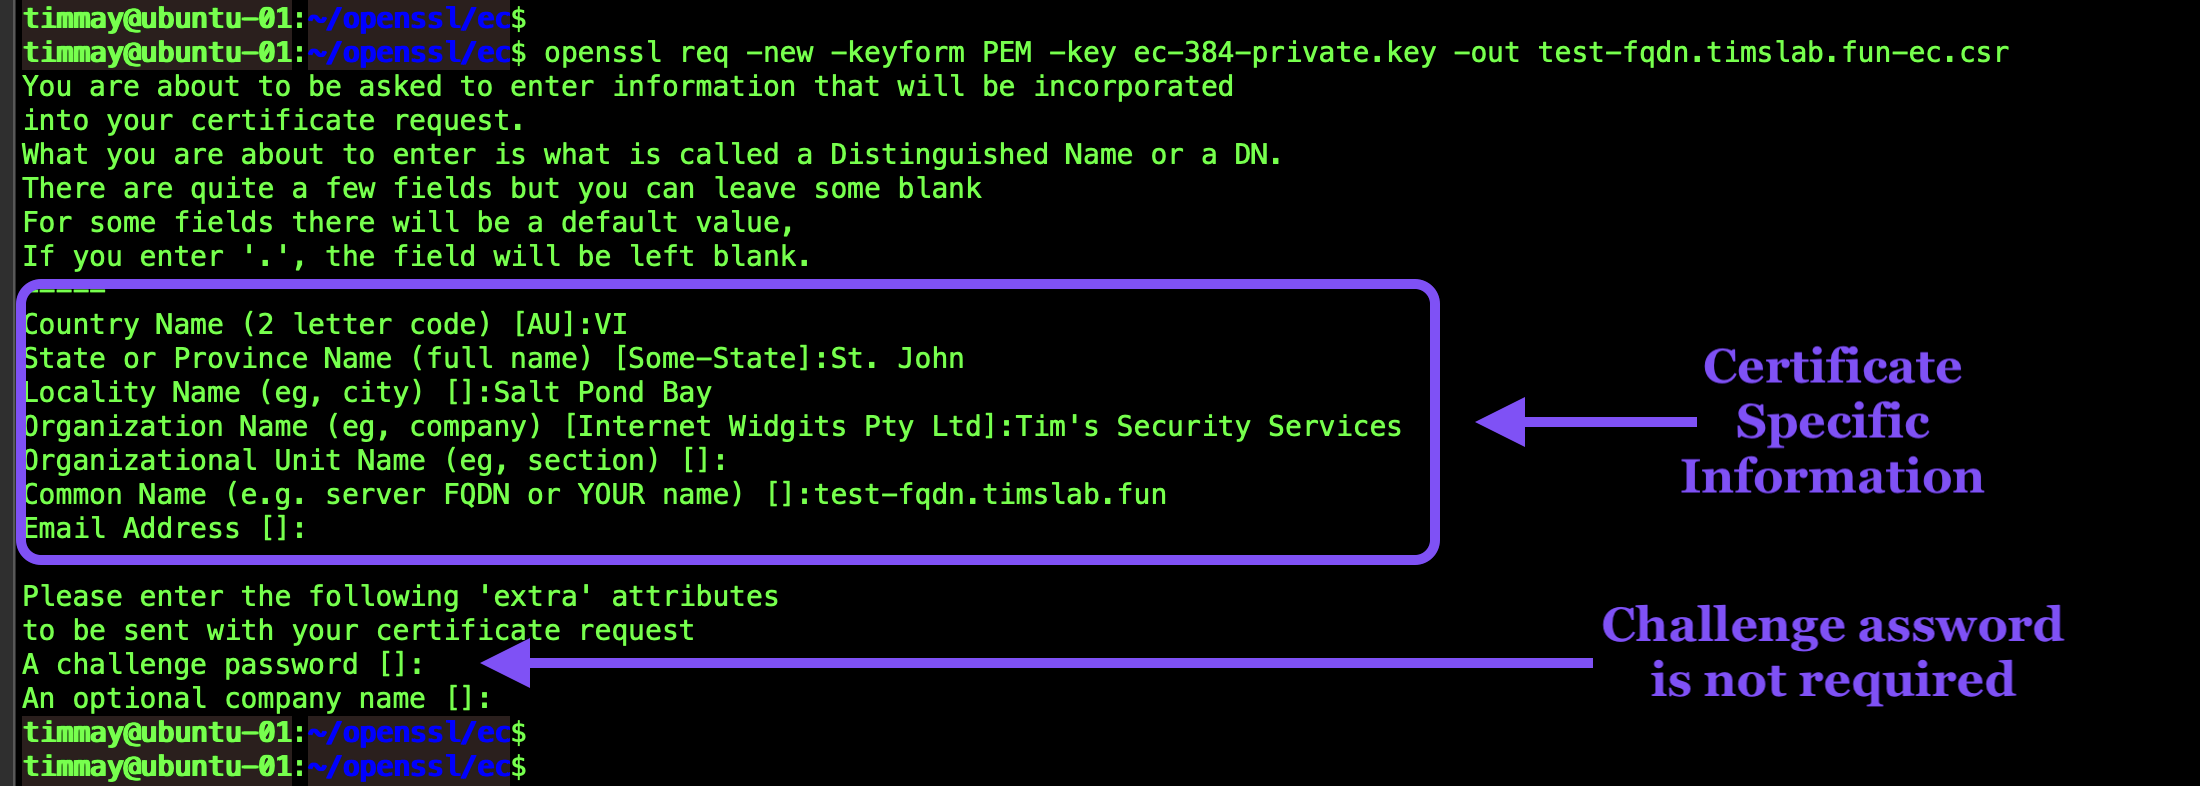 timmay@ubuntu-01:~/openssl/ec$
timmay@ubuntu-01:~/openssl/ec$ openssl req -new -keyform PEM -key ec-384-private.key -out test-fqdn.timslab.fun-ec.csr
You are about to be asked to enter information that will be incorporated
into your certificate request.
What you are about to enter is what is called a Distinguished Name or a DN.
There are quite a few fields but you can leave some blank
For some fields there will be a default value,
If you enter '.', the field will be left blank.
-----
Country Name (2 letter code) [AU]:VI
State or Province Name (full name) [Some-State]:St. John
Locality Name (eg, city) []:Salt Pond Bay
Organization Name (eg, company) [Internet Widgits Pty Ltd]:Tim's Security Services
Organizational Unit Name (eg, section) []:
Common Name (e.g. server FQDN or YOUR name) []:test-fqdn.timslab.fun
Email Address []:
Certificate
Specific
Information
Please enter the following 'extra' attributes
to be sent with your certificate request
A challenge password []:
An optional company name []:
Challenge assword
is not required
timmay@ubuntu-01:~/openssl/ec$
timmay@ubuntu-01:~/openssl/ec$